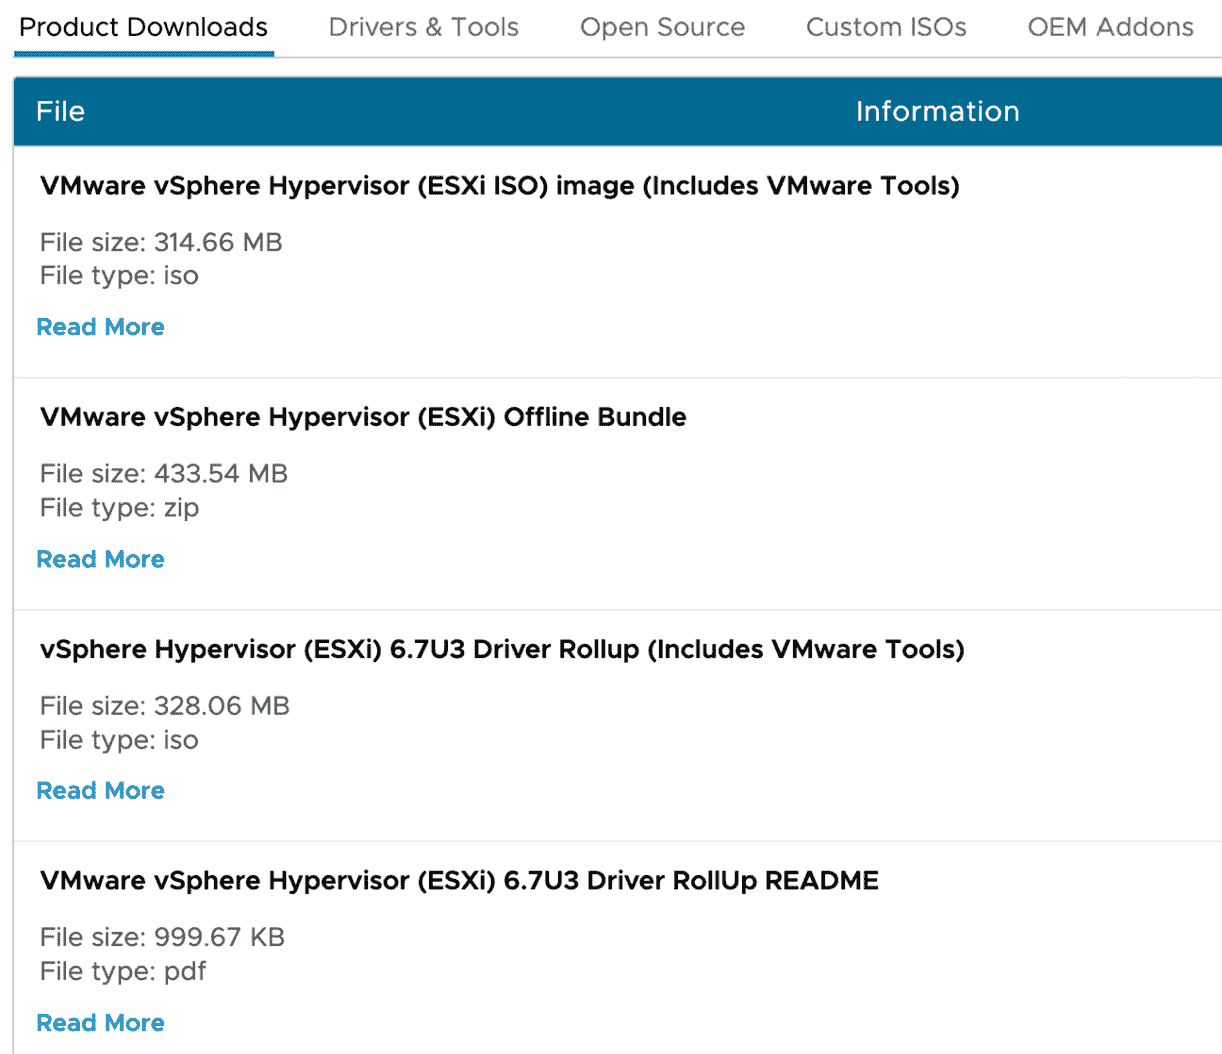 Product Downloads Drivers & Tools Open Source Custom ISOs OEM Addons
File Information
VMware vSphere Hypervisor (ESXi ISO) image (Includes VMware Tools)
File size: 314.66 MB
File type: iso
Read More
VMware vSphere Hypervisor (ESXi) Offline Bundle
File size: 433.54 MB
File type: zip
Read More
vSphere Hypervisor (ESXi) 6.7U3 Driver Rollup (Includes VMware Tools)
File size: 328.06 MB
File type: iso
Read More
VMware vSphere Hypervisor (ESXi) 6.7U3 Driver RollUp README
File size: 999.67 KB
File type: pdf
Read More